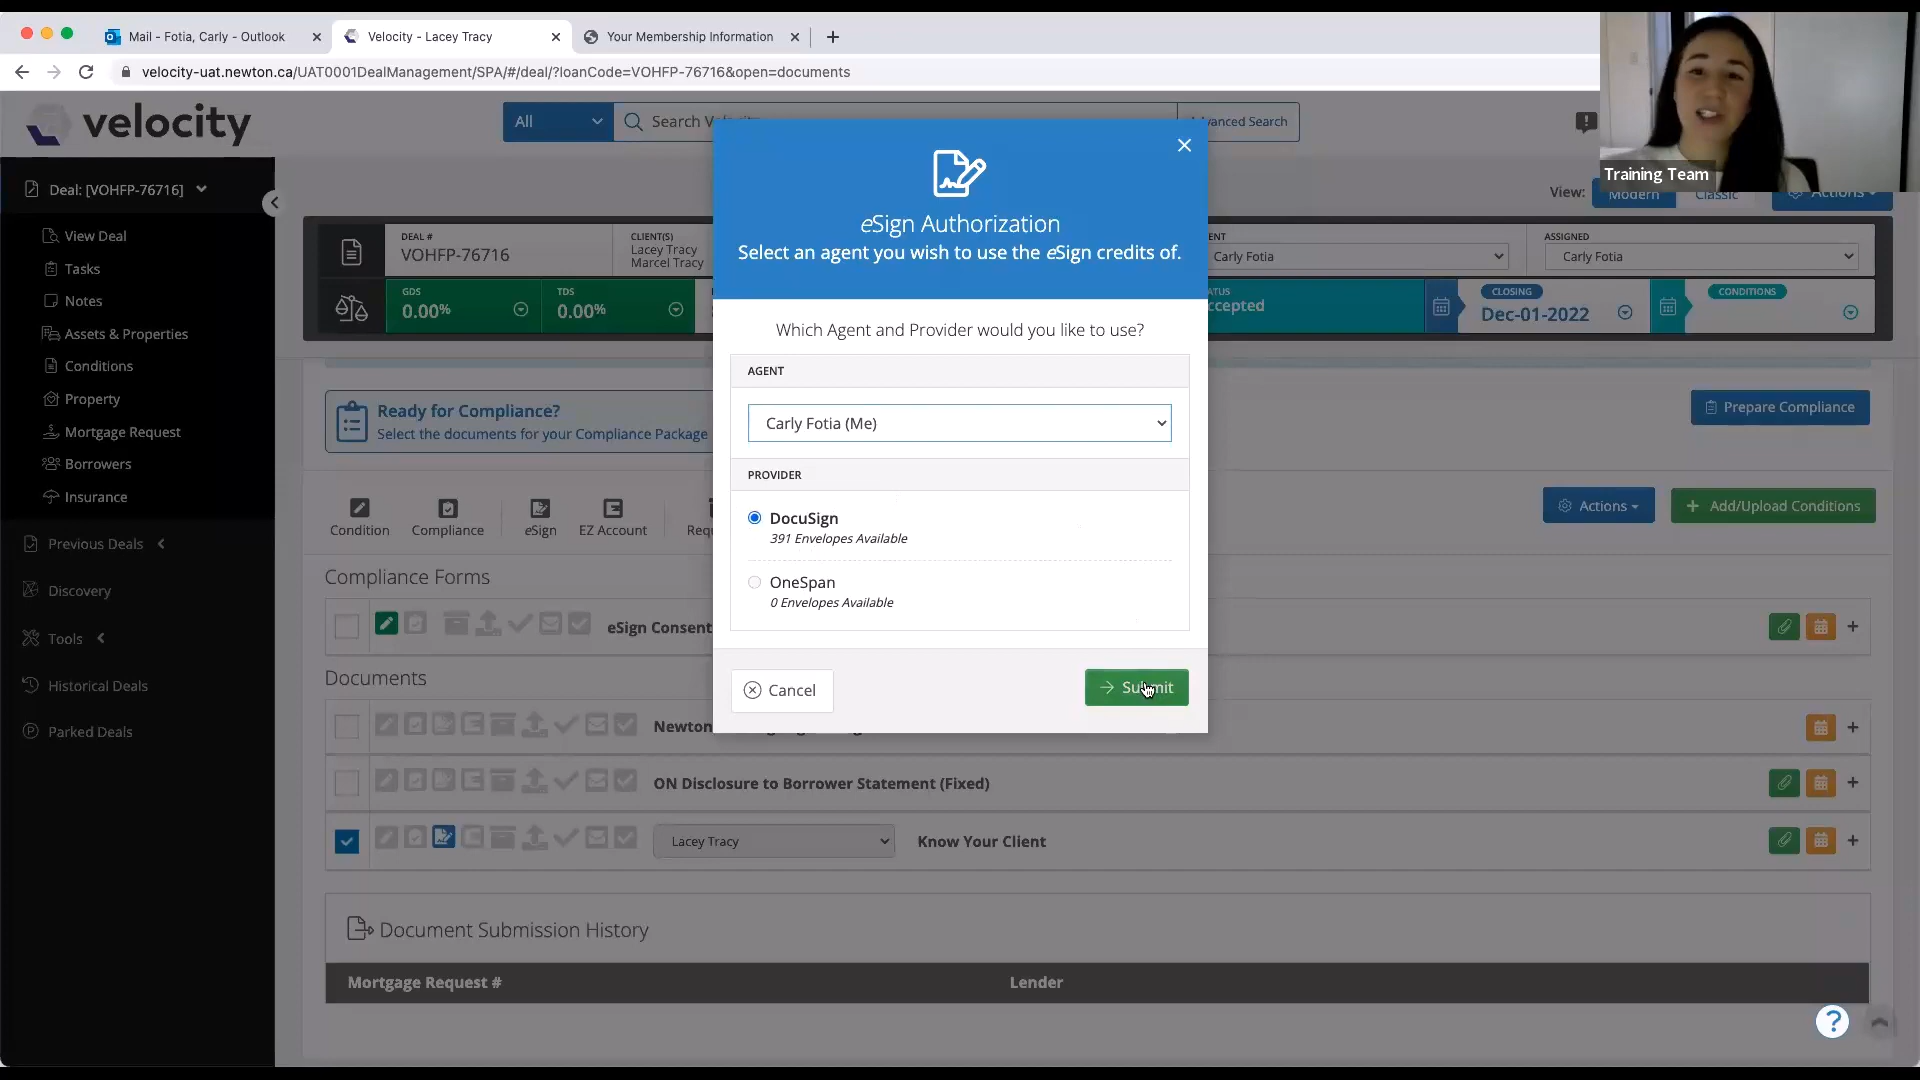 Mail - Fotia, Carly - Outlook
Velocity - Lacey Tracy
Your Membership Information
velocity-uat.newton.ca/UAT0001DealManagement/SPA/#/deal/?loanCode=VOHFP-76716&open=documents
velocity
All
Search
Advanced Search
Training Team
Deal: [VOHFP-76716]
View:
Modern
Classic
Actions
View Deal
Tasks
Notes
Assets & Properties
Conditions
Property
Mortgage Request
Borrowers
Insurance
Previous Deals
Discovery
Tools
Historical Deals
Parked Deals
DEAL #
VOHFP-76716
CLIENT(S)
Lacey Tracy
Marcel Tracy
Carly Fotia
ASSIGNED
Carly Fotia
GDS
0.00%
TDS
0.00%
CLOSING
Dec-01-2022
CONDITIONS
eSign Authorization
Select an agent you wish to use the eSign credits of.
Which Agent and Provider would you like to use?
AGENT
Carly Fotia (Me)
PROVIDER
DocuSign
391 Envelopes Available
OneSpan
0 Envelopes Available
Cancel
Submit
Ready for Compliance?
Select the documents for your Compliance Package
Prepare Compliance
Condition
Compliance
eSign
EZ Account
Actions
Add/Upload Conditions
Compliance Forms
eSign Consent
Documents
Newton
ON Disclosure to Borrower Statement (Fixed)
Lacey Tracy
Know Your Client
Document Submission History
Mortgage Request #
Lender
?